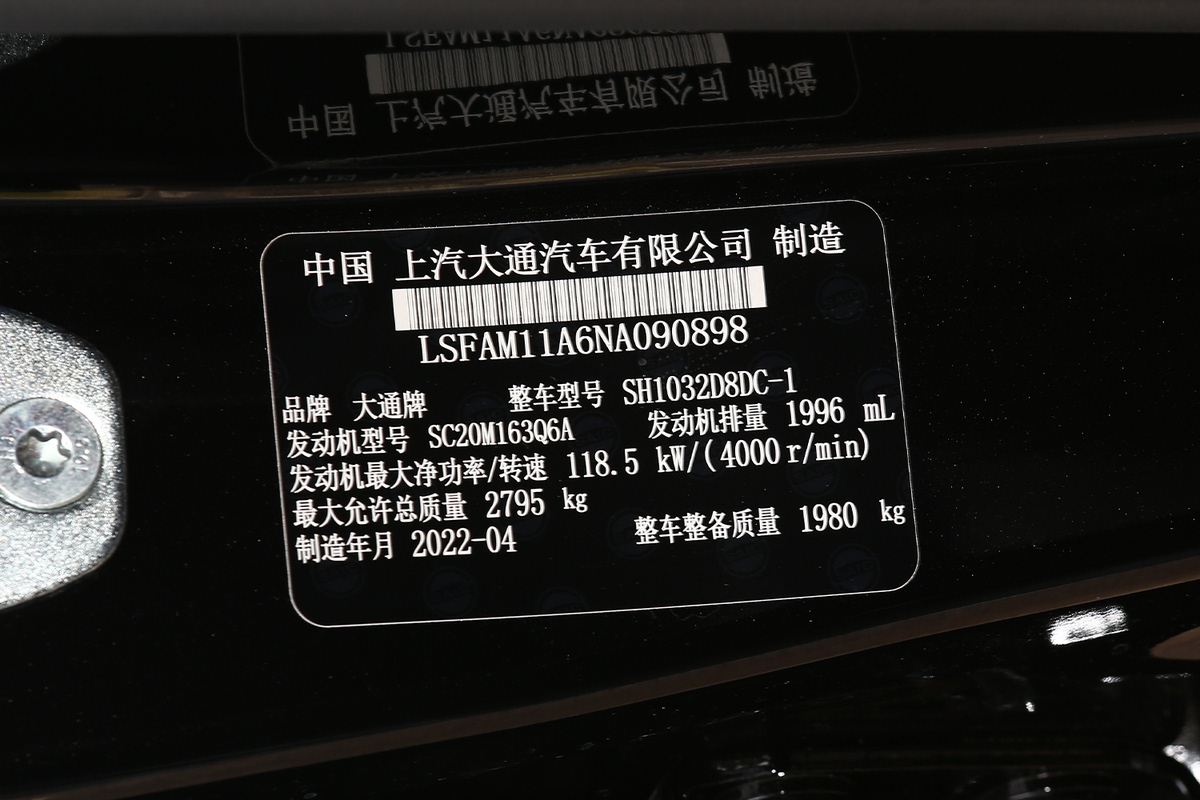 中国 上汽大通汽车有限公司 制造
LSFAM11A6NA090898
品牌 大通牌 整车型号 SH1032D8DC-1
发动机型号 SC20M163Q6A 发动机排量 1996 mL
发动机最大净功率/转速 118.5 kW/(4000r/min)
最大允许总质量 2795 kg
制造年月 2022-04 整车整备质量 1980 kg